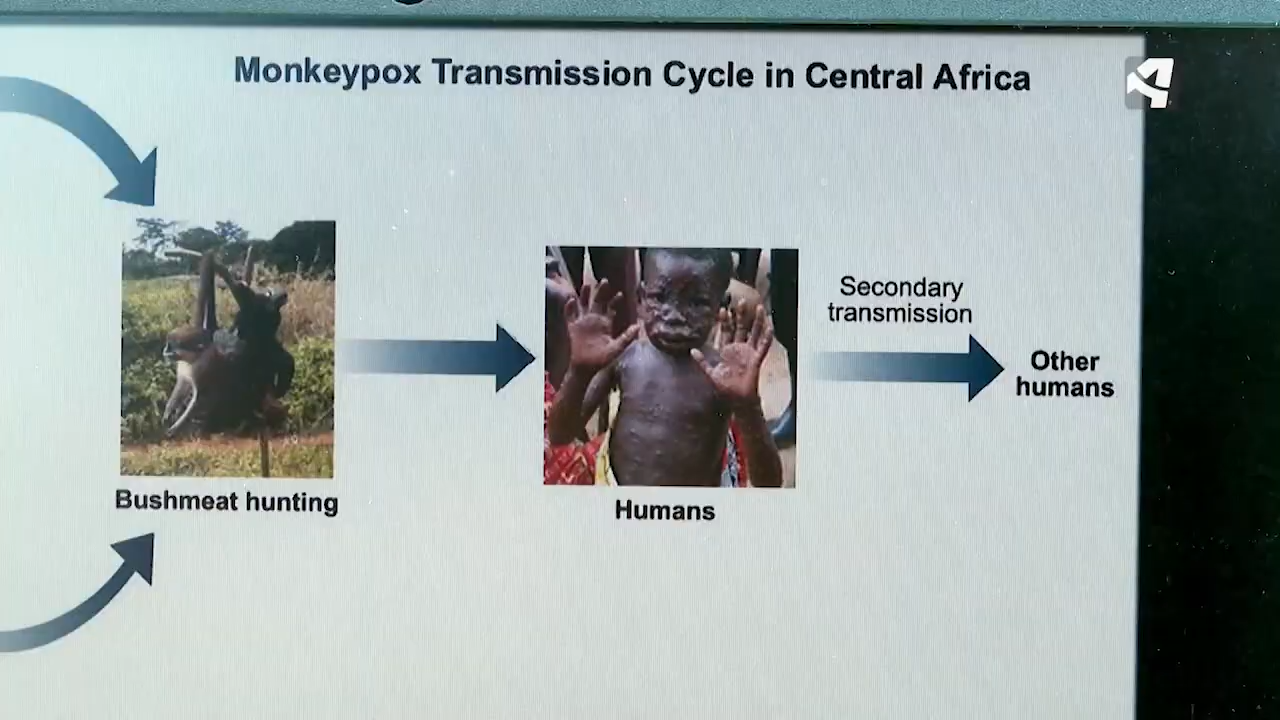 Monkeypox Transmission Cycle in Central Africa
Bushmeat hunting
Humans
Secondary
transmission
Other
humans